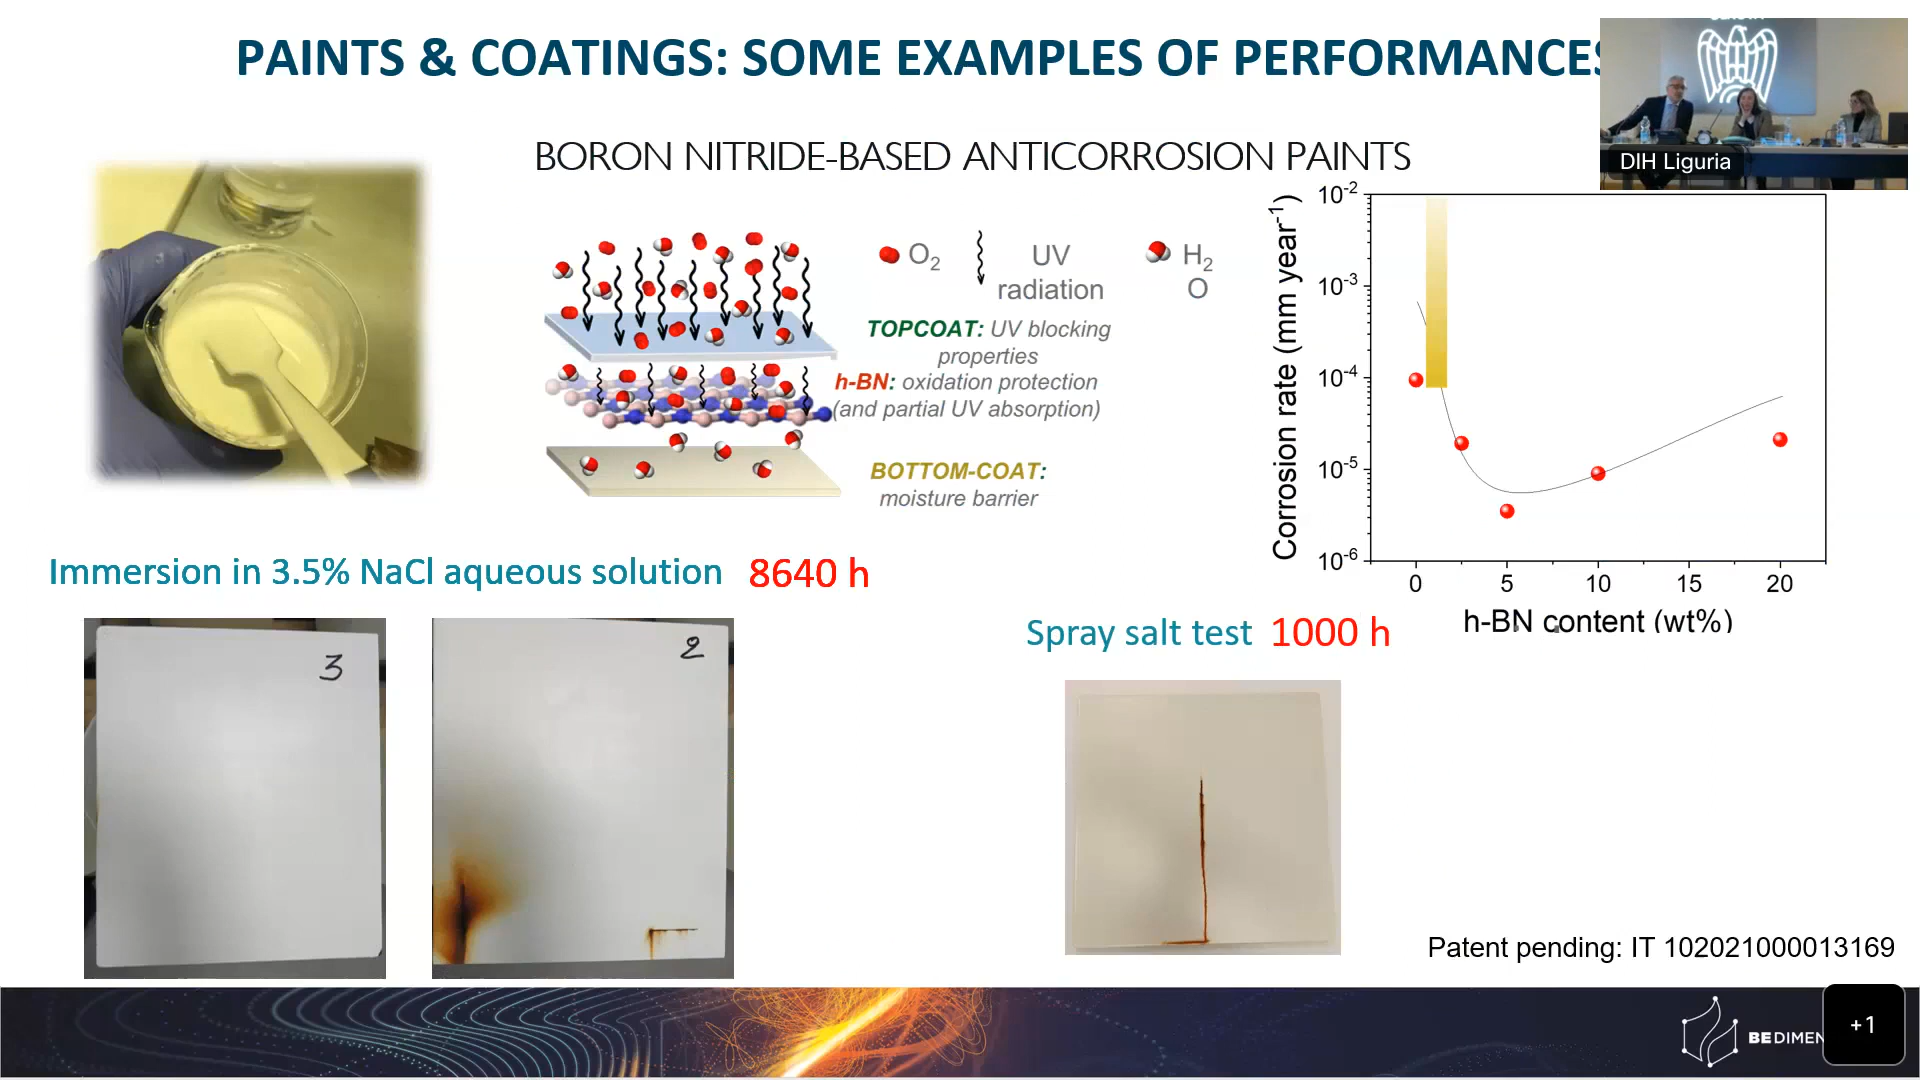 PAINTS & COATINGS: SOME EXAMPLES OF PERFORMANCES
DIH Liguria
BORON NITRIDE-BASED ANTICORROSION PAINTS
O2
UV
radiation
H2
O
TOPCOAT: UV blocking
properties
h-BN: oxidation protection
(and partial UV absorption)
BOTTOM-COAT:
moisture barrier
Corrosion rate (mm year-1)
10-2
10-3
10-4
10-5
10-6
0 5 10 15 20
h-BN content (wt%)
Immersion in 3.5% NaCl aqueous solution 8640 h
Spray salt test 1000 h
3
2
Patent pending: IT 102021000013169
BEDIMEN
+1